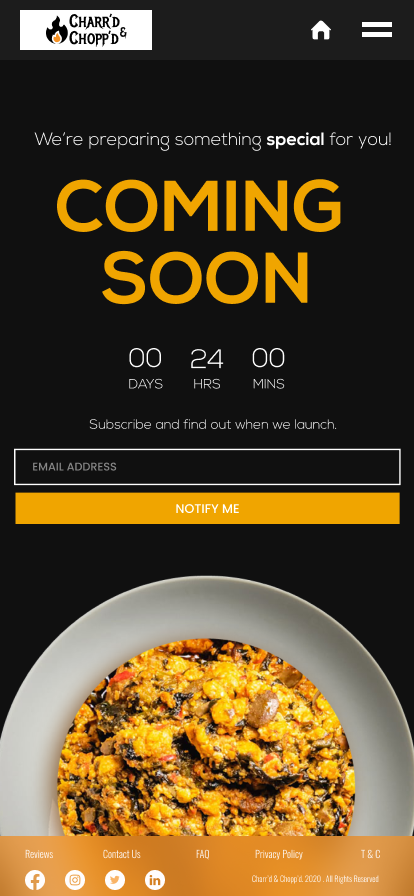 CHARR'D &
CHOPP'D
We're preparing something special for you!
COMING
SOON
00 24 00
DAYS HRS MINS
Subscribe and find out when we launch.
EMAIL ADDRESS
NOTIFY ME
Reviews Contact Us FAQ Privacy Policy T & C
Charr'd & Chopp'd. 2020 . All Rights Reserved